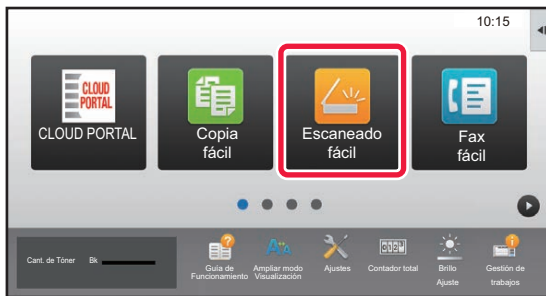 10:15
CLOUD
PORTAL
CLOUD PORTAL
Copia
fácil
Escaneado
fácil
Fax
fácil
Cant. de Tóner Bk
Guía de
Funcionamiento
Ampliar modo
Visualización
Ajustes
Contador total
Brillo
Ajuste
Gestión de
trabajos